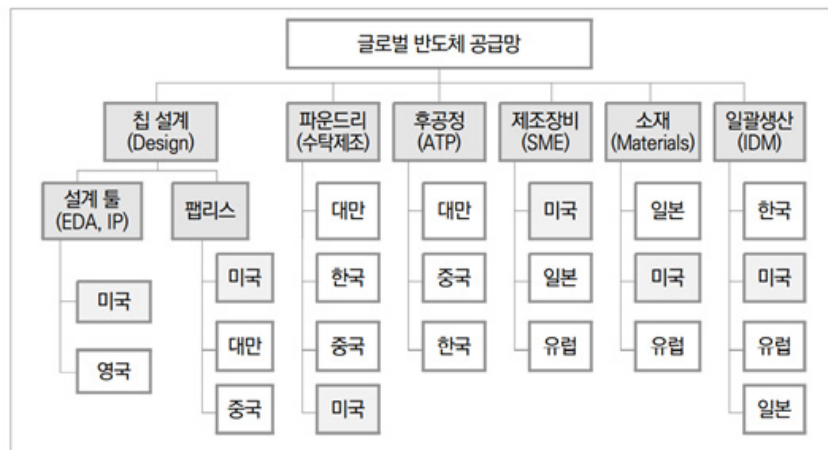 글로벌 반도체 공급망
칩 설계
(Design)
파운드리
(수탁제조)
후공정
(ATP)
제조장비
(SME)
소재
(Materials)
일괄생산
(IDM)
설계 툴
(EDA, IP)
팹리스
미국
영국
미국
대만
중국
대만
한국
중국
미국
대만
중국
한국
미국
일본
유럽
일본
미국
유럽
한국
미국
유럽
일본